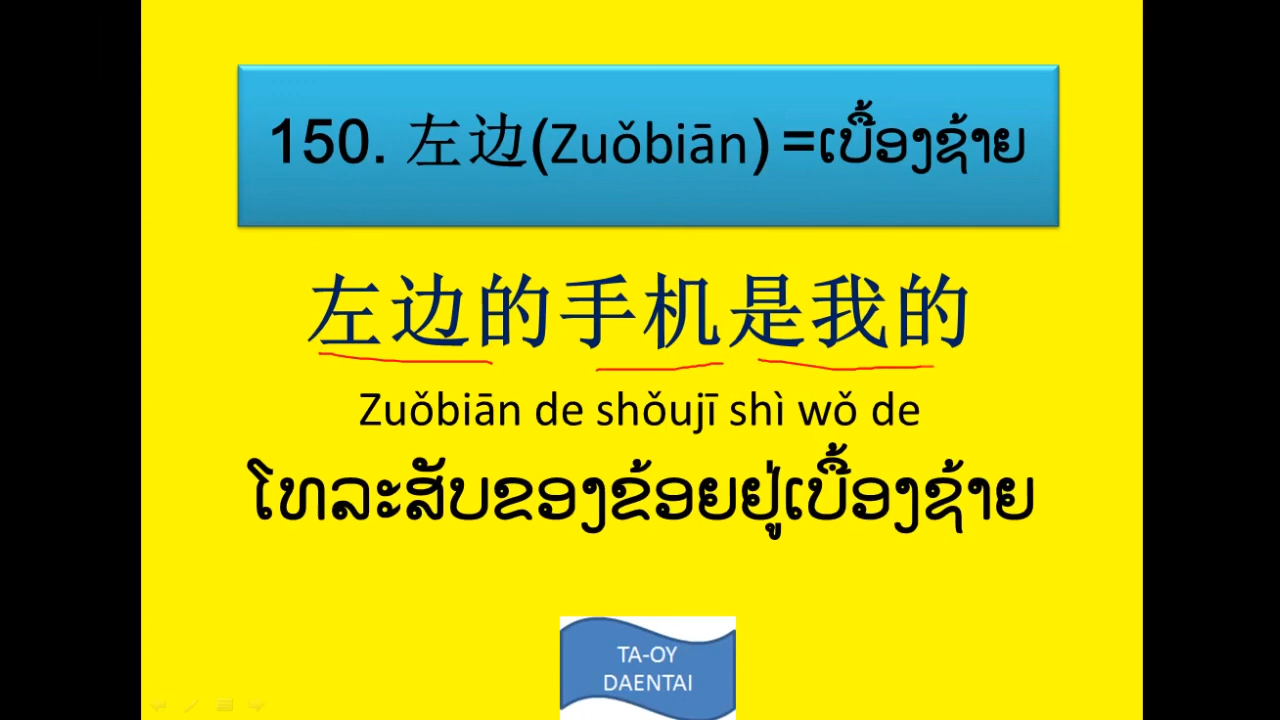 150. 左边(Zuǒbiān) =ເບື້ອງຊ້າຍ
左边的手机是我的
Zuǒbiān de shǒujī shì wǒ de
ໂທລະສັບຂອງຂ້ອຍຢູ່ເບື້ອງຊ້າຍ
TA-OY
DAENTAI